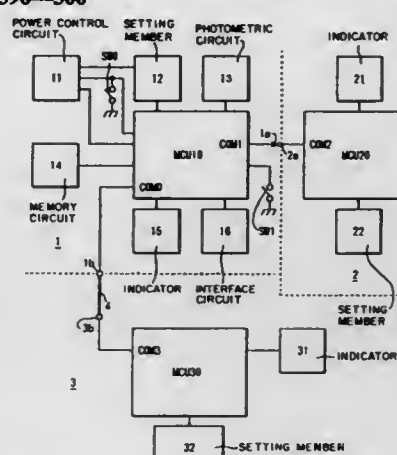 POWER CONTROL
CIRCUIT
SETTING
MEMBER
PHOTOMETRIC
CIRCUIT
INDICATOR
11
SW0
12
13
21
14
MCU10
COM1
1a
2a
COM2
MCU20
COM0
MEMORY
CIRCUIT
1
15
16
SW1
22
1b
INDICATOR
INTERFACE
CIRCUIT
2
SETTING
MEMBER
4
3b
3
COM3
MCU30
31
INDICATOR
32
SETTING MENBER